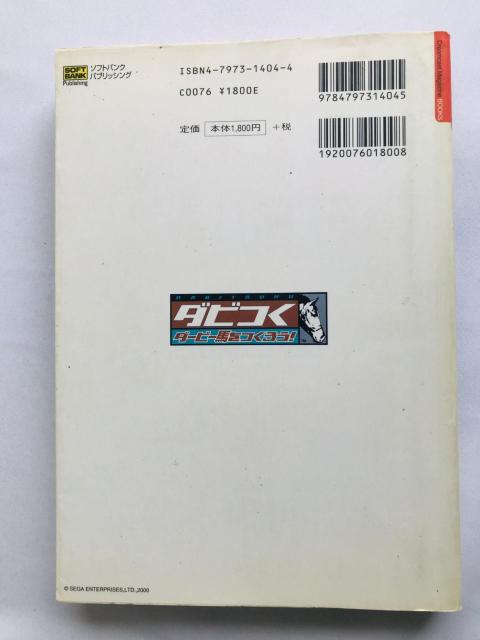 SOFT
BANK
Publishing
ソフトバンク
パブリッシング
ISBN4-7973-1404-4
C0076 ¥1800E
定価 本体1,800円 +税
9784797314045
1920076018008
Dreamcast Magazine BOOKS
DABITSUKU
ダビつく
ダービー馬をつくろう!
TM
© SEGA ENTERPRISES,LTD.,2000